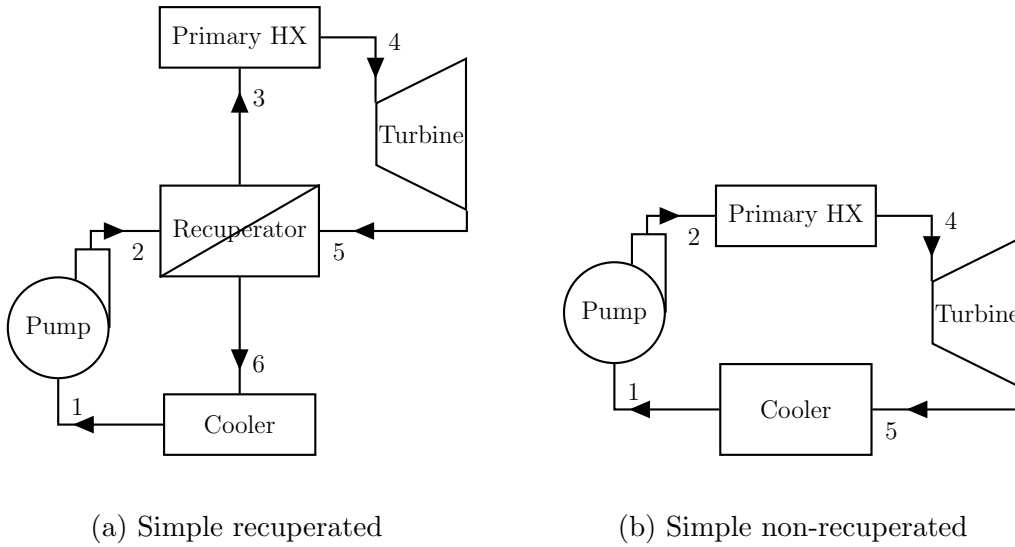 Primary HX
4
3
Turbine
Recuperator
2
5
Pump
6
1
Cooler
(a) Simple recuperated
Primary HX
2
4
Pump
Turbine
1
Cooler
5
(b) Simple non-recuperated